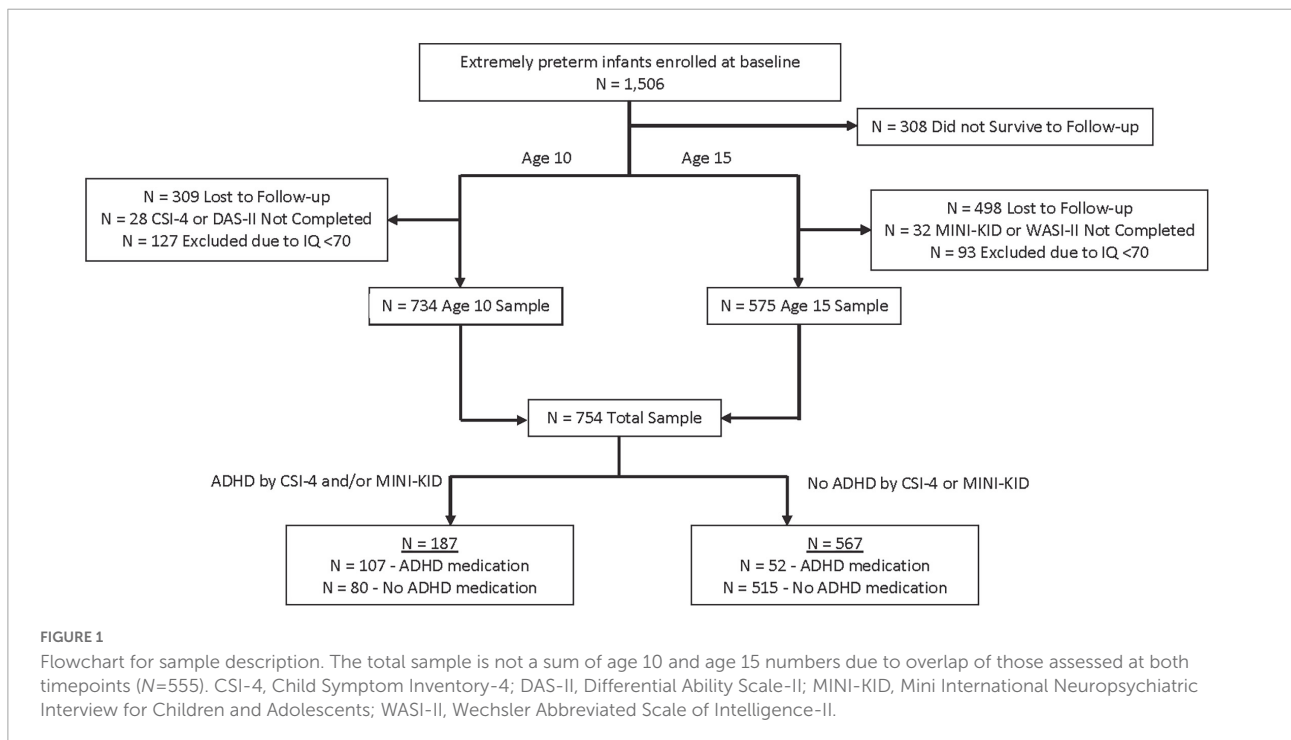 Extremely preterm infants enrolled at baseline
N = 1,506
N = 308 Did not Survive to Follow-up
Age 10
Age 15
N = 309 Lost to Follow-up
N = 28 CSI-4 or DAS-II Not Completed
N = 127 Excluded due to IQ <70
N = 498 Lost to Follow-up
N = 32 MINI-KID or WASI-II Not Completed
N = 93 Excluded due to IQ <70
N = 734 Age 10 Sample
N = 575 Age 15 Sample
N = 754 Total Sample
ADHD by CSI-4 and/or MINI-KID
No ADHD by CSI-4 or MINI-KID
N = 187
N = 107 - ADHD medication
N = 80 - No ADHD medication
N = 567
N = 52 - ADHD medication
N = 515 - No ADHD medication
FIGURE 1
Flowchart for sample description. The total sample is not a sum of age 10 and age 15 numbers due to overlap of those assessed at both
timepoints (N=555). CSI-4, Child Symptom Inventory-4; DAS-II, Differential Ability Scale-II; MINI-KID, Mini International Neuropsychiatric
Interview for Children and Adolescents; WASI-II, Wechsler Abbreviated Scale of Intelligence-II.